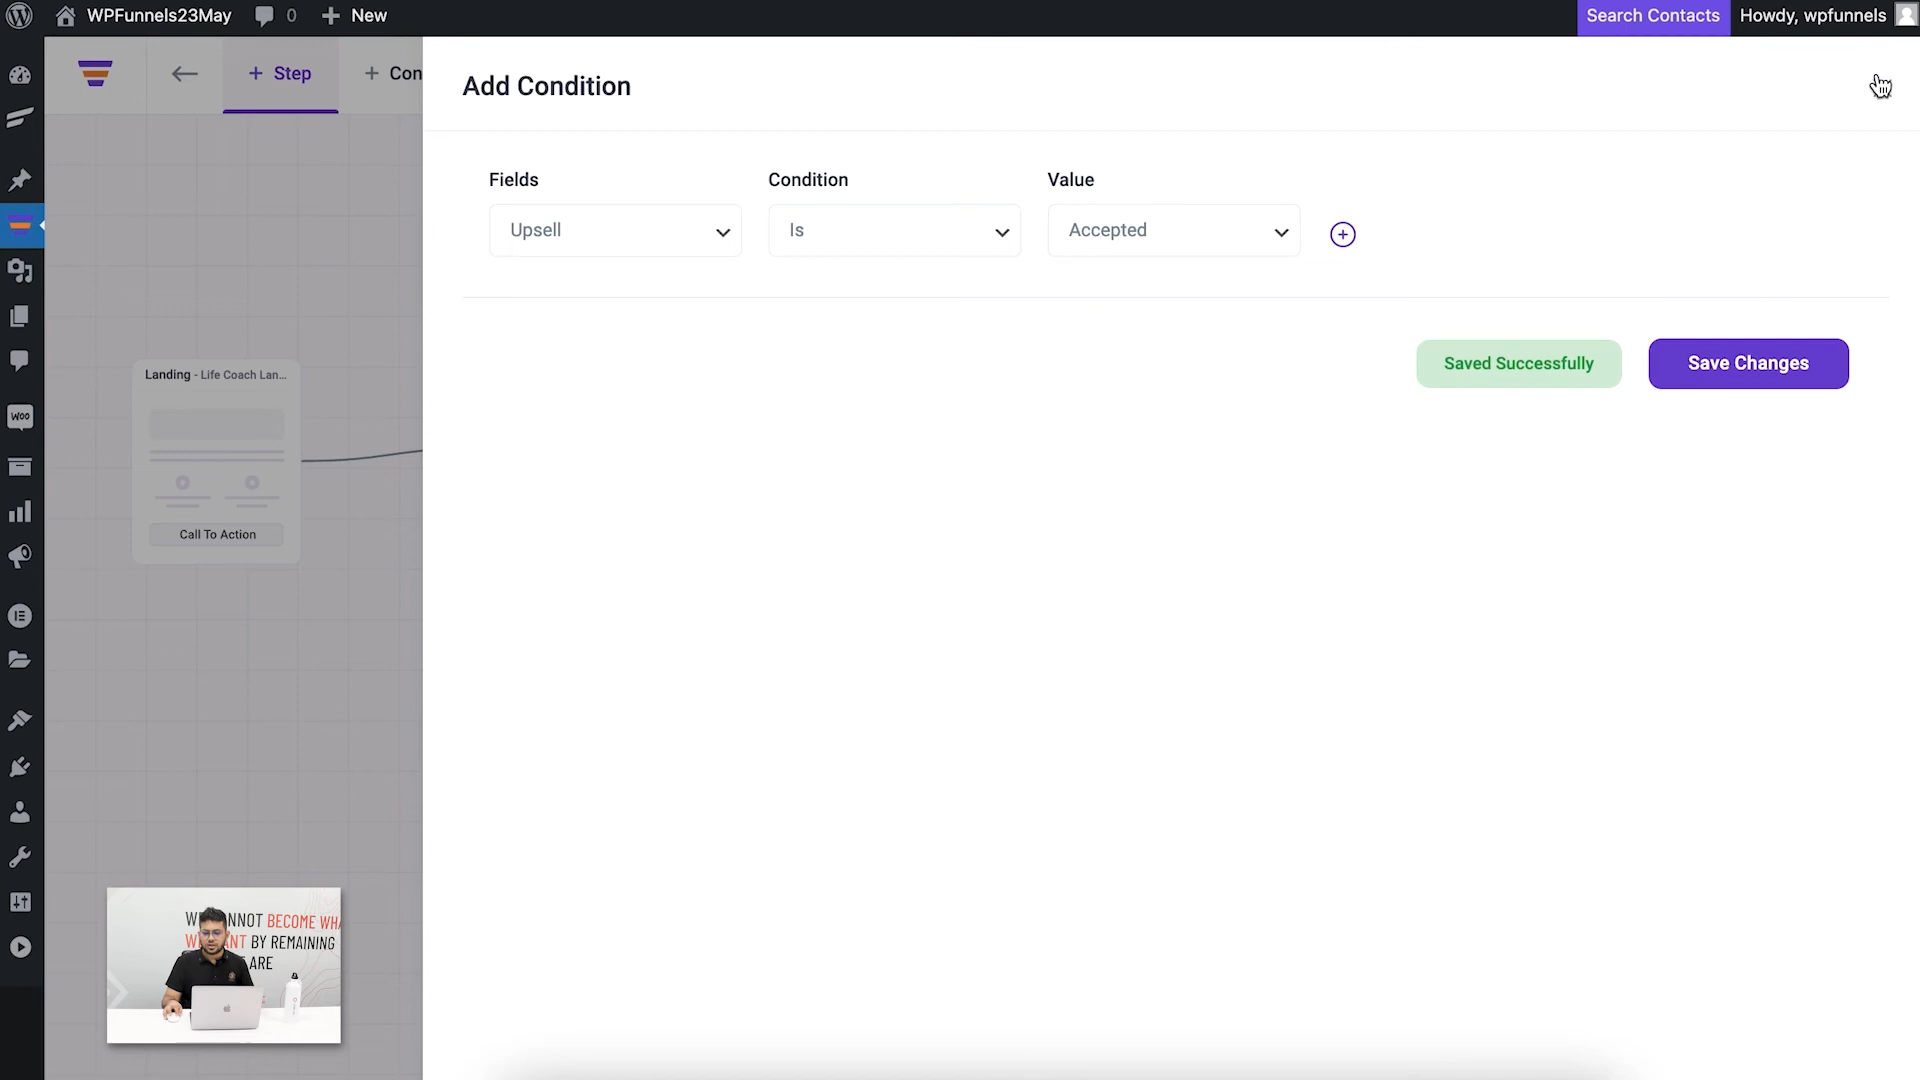 WPFunnels23May 0 + New Search Contacts Howdy, wpfunnels
+ Step + Con
Add Condition
Fields Condition Value
Upsell Is Accepted
Saved Successfully Save Changes
Landing - Life Coach Lan...
Call To Action
WOO
BECOME
BY REMAINING
ARE